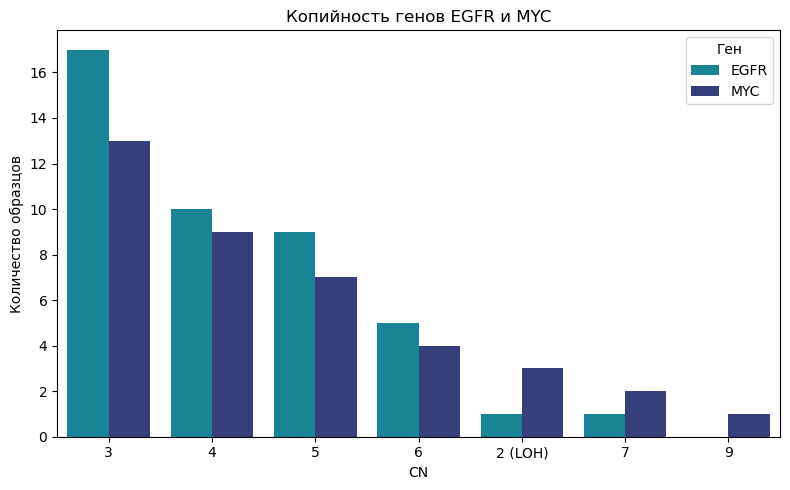 Копийность генов EGFR и MYC
Ген
EGFR
MYC
Количество образцов
16
14
12
10
8
6
4
2
0
3 4 5 6 2 (LOH) 7 9
CN